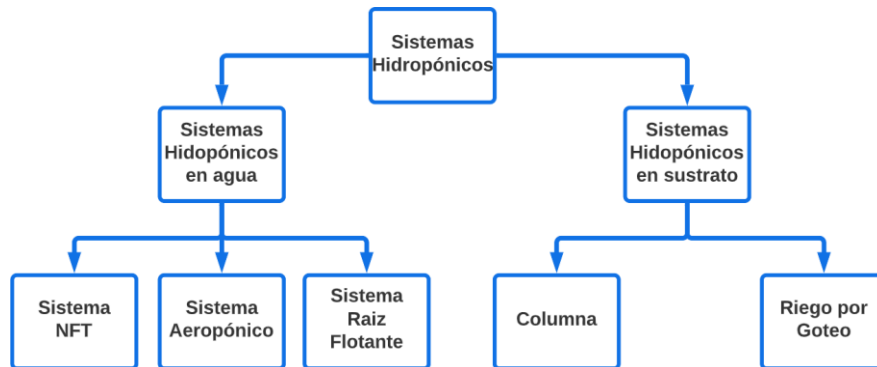 Sistemas
Hidropónicos
Sistemas
Hidopónicos
en agua
Sistemas
Hidopónicos
en sustrato
Sistema
NFT
Sistema
Aeropónico
Sistema
Raiz
Flotante
Columna
Riego por
Goteo